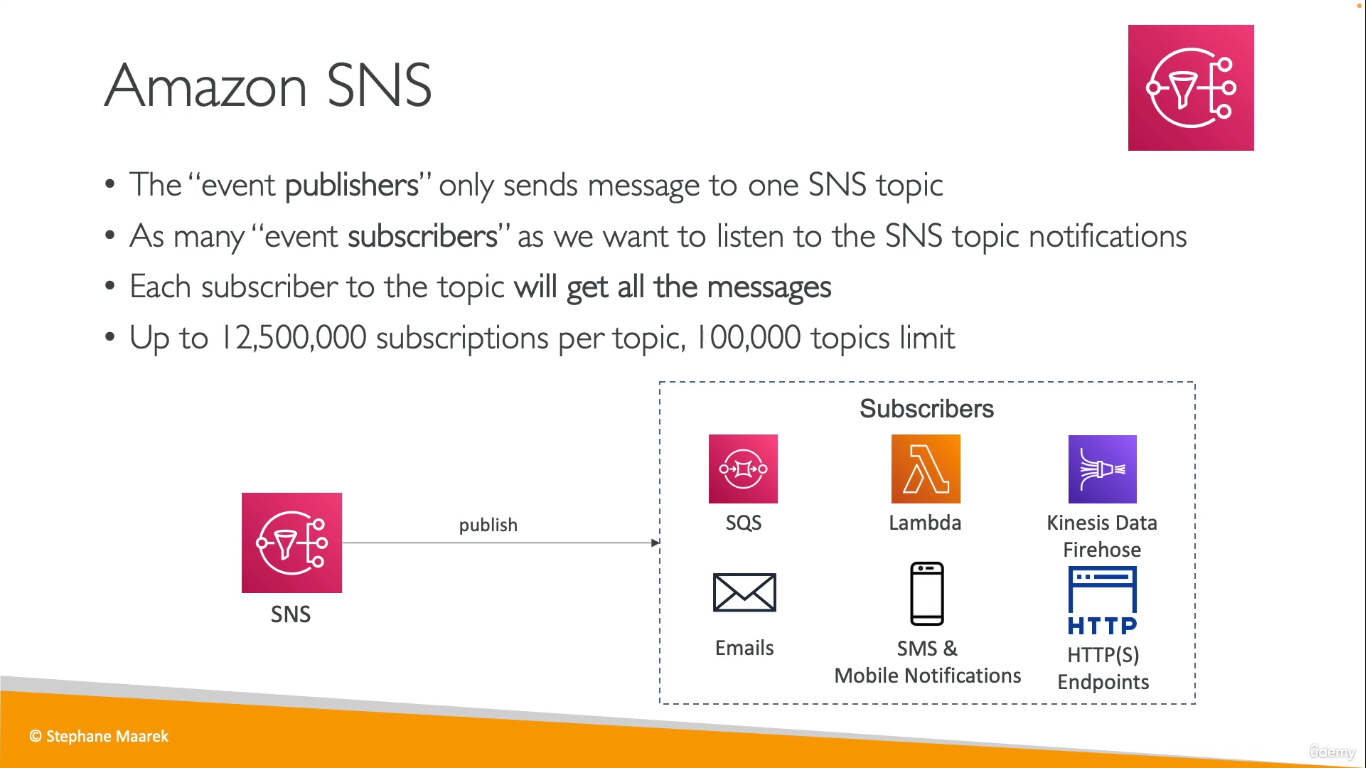 Amazon SNS
• The “event publishers” only sends message to one SNS topic
• As many “event subscribers” as we want to listen to the SNS topic notifications
• Each subscriber to the topic will get all the messages
• Up to 12,500,000 subscriptions per topic, 100,000 topics limit
Subscribers
SQS
Lambda
Kinesis Data
Firehose
publish
SNS
Emails
SMS &
Mobile Notifications
HTTP
HTTP(S)
Endpoints
© Stephane Maarek
ûdemy